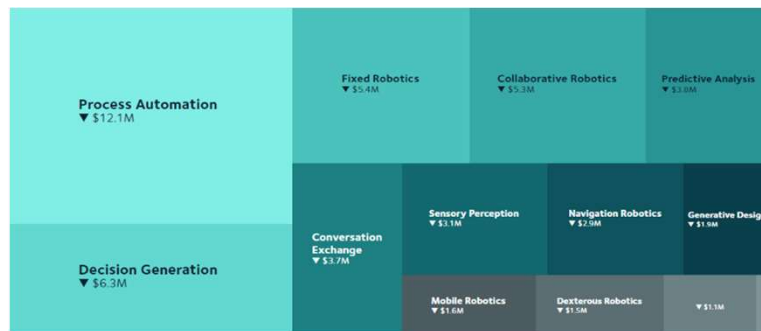 Process Automation
▼ $12.1M
Decision Generation
▼ $6.3M
Fixed Robotics
▼ $5.4M
Collaborative Robotics
▼ $5.3M
Predictive Analysis
▼ $3.8M
Conversation
Exchange
▼ $3.7M
Sensory Perception
▼ $3.1M
Navigation Robotics
▼ $2.9M
Generative Desig
▼ $1.9M
Mobile Robotics
▼ $1.6M
Dexterous Robotics
▼ $1.5M
▼ $1.1M